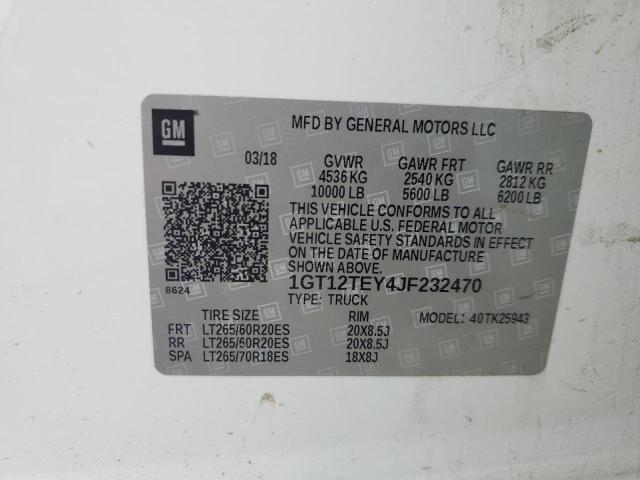 GM
MFD BY GENERAL MOTORS LLC
03/18 GVWR GAWR FRT GAWR RR
4536 KG 2540 KG 2812 KG
10000 LB 5600 LB 6200 LB
THIS VEHICLE CONFORMS TO ALL
APPLICABLE U.S. FEDERAL MOTOR
VEHICLE SAFETY STANDARDS IN EFFECT
ON THE DATE OF MANUFACTURE
SHOWN ABOVE.
8624
1GT12TEY4JF232470
TYPE: TRUCK
TIRE SIZE RIM MODEL: 40TK25943
FRT LT265/60R20ES 20X8.5J
RR LT265/60R20ES 20X8.5J
SPA LT265/70R18ES 18X8J